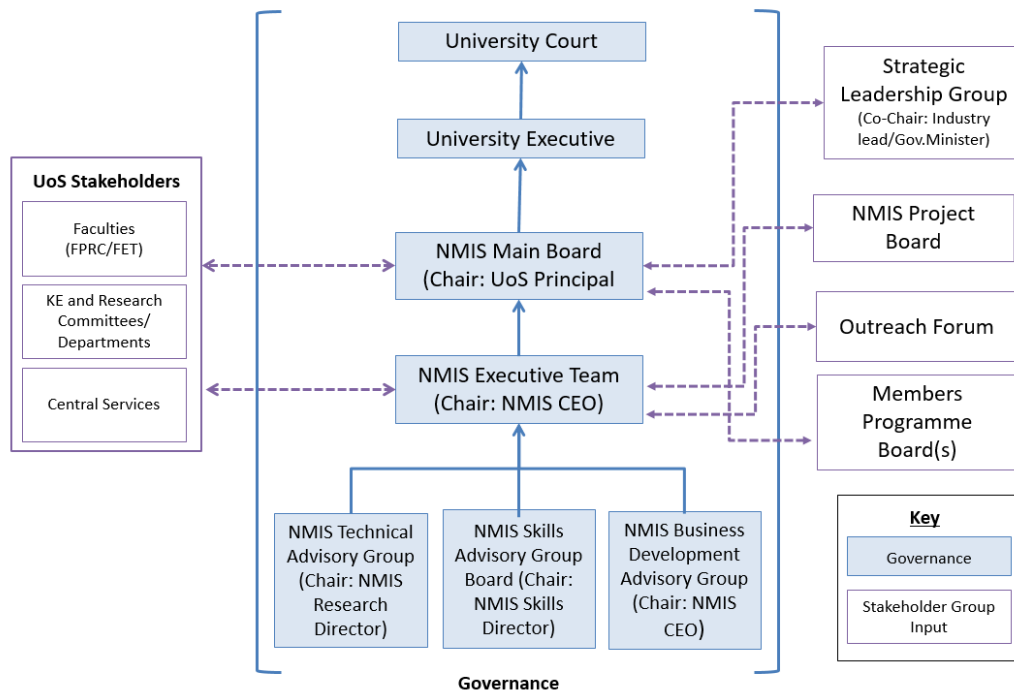 University Court
University Executive
NMIS Main Board
(Chair: UoS Principal
NMIS Executive Team
(Chair: NMIS CEO)
NMIS Technical
Advisory Group
(Chair: NMIS
Research
Director)
NMIS Skills
Advisory Group
Board (Chair:
NMIS Skills
Director)
NMIS Business
Development
Advisory Group
(Chair: NMIS
CEO)
Governance
UoS Stakeholders
Faculties
(FPRC/FET)
KE and Research
Committees/
Departments
Central Services
Strategic
Leadership Group
(Co-Chair: Industry
lead/Gov.Minister)
NMIS Project
Board
Outreach Forum
Members
Programme
Board(s)
Key
Governance
Stakeholder Group
Input